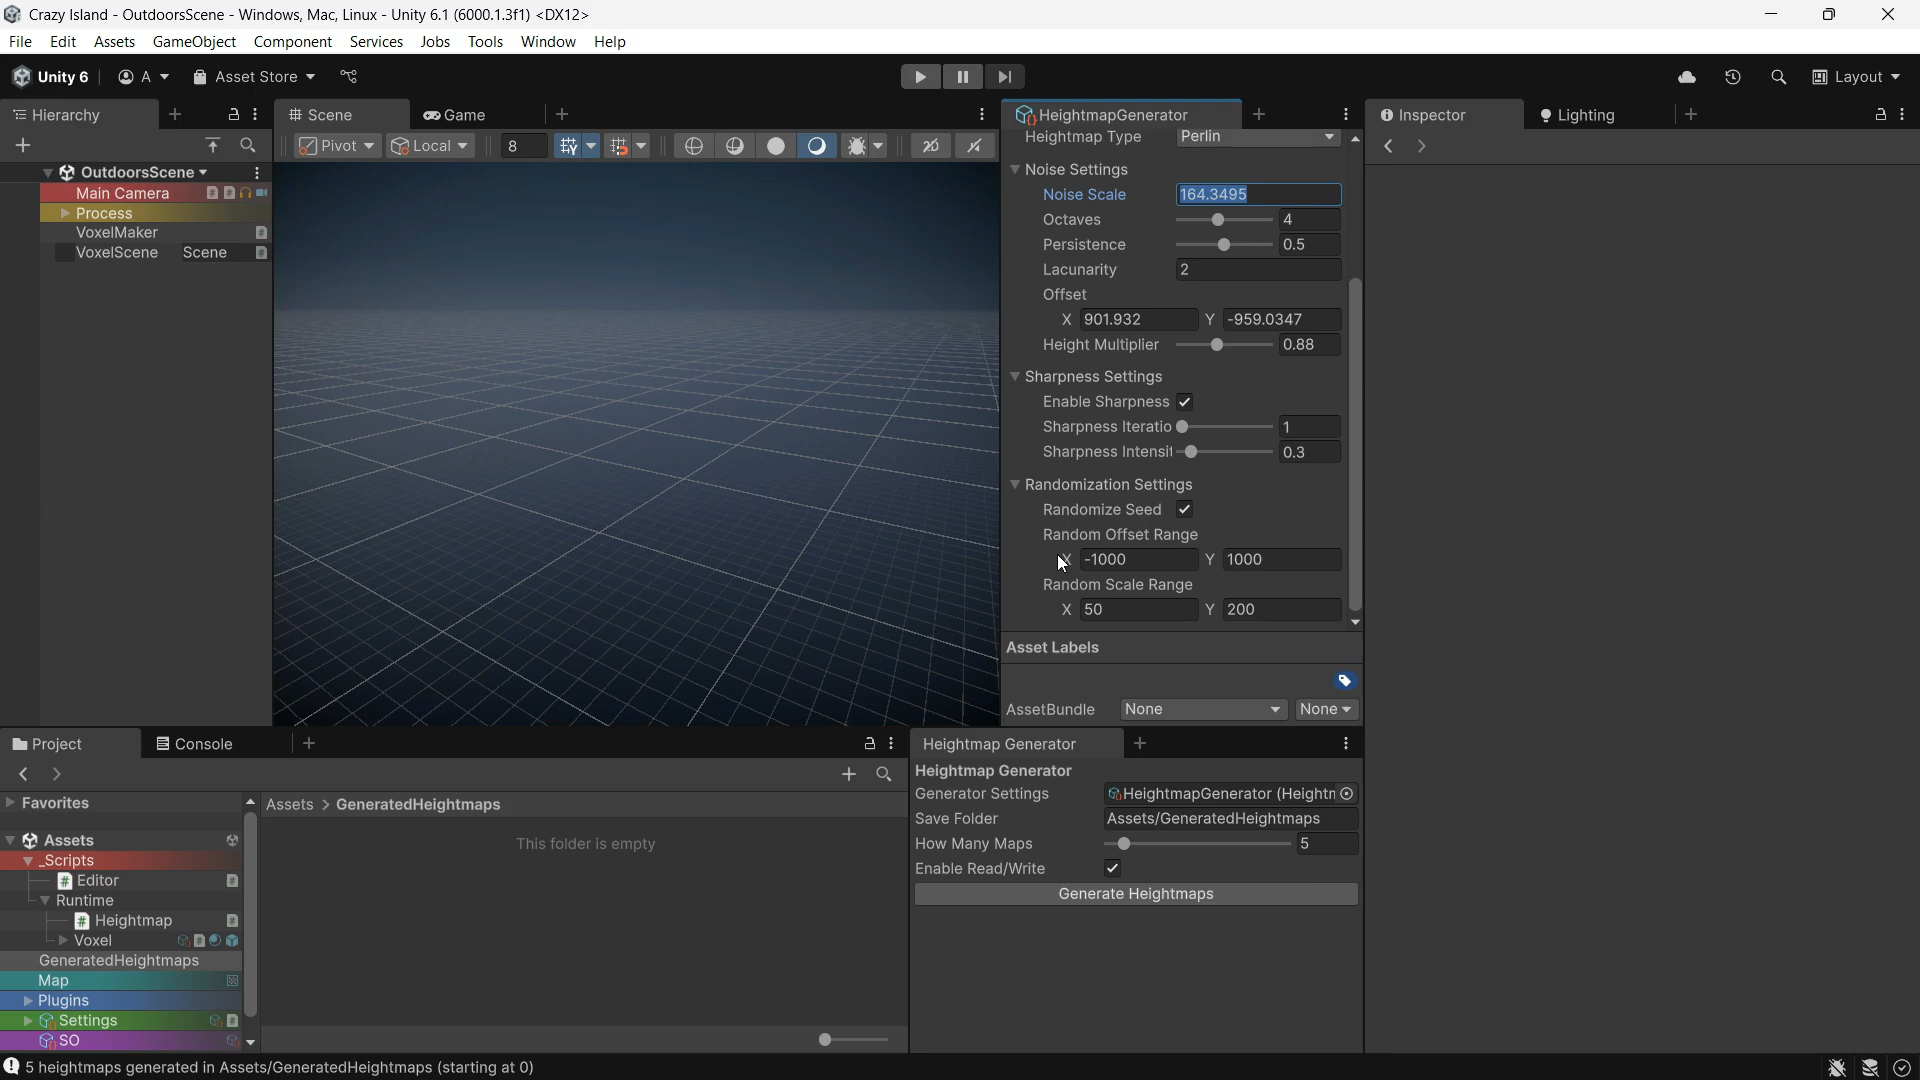 Crazy Island - OutdoorsScene - Windows, Mac, Linux - Unity 6.1 (6000.1.3f1) <DX12>
File Edit Assets GameObject Component Services Jobs Tools Window Help
Unity 6 A Asset Store Layout
Hierarchy
OutdoorsScene
Main Camera
Process
VoxelMaker
VoxelScene Scene
Scene Game
Pivot Local 8
HeightmapGenerator
Heightmap Type Perlin
Noise Settings
Noise Scale 164.3495
Octaves 4
Persistence 0.5
Lacunarity 2
Offset
X 901.932 Y -959.0347
Height Multiplier 0.88
Sharpness Settings
Enable Sharpness
Sharpness Iteratio 1
Sharpness Intensit 0.3
Randomization Settings
Randomize Seed
Random Offset Range
X -1000 Y 1000
Random Scale Range
X 50 Y 200
Asset Labels
AssetBundle None None
Inspector Lighting
Project Console
Favorites
Assets
_Scripts
Editor
Runtime
Heightmap
Voxel
GeneratedHeightmaps
Map
Plugins
Settings
SO
Assets > GeneratedHeightmaps
This folder is empty
Heightmap Generator
Heightmap Generator
Generator Settings HeightmapGenerator (Heightn
Save Folder Assets/GeneratedHeightmaps
How Many Maps 5
Enable Read/Write
Generate Heightmaps
5 heightmaps generated in Assets/GeneratedHeightmaps (starting at 0)